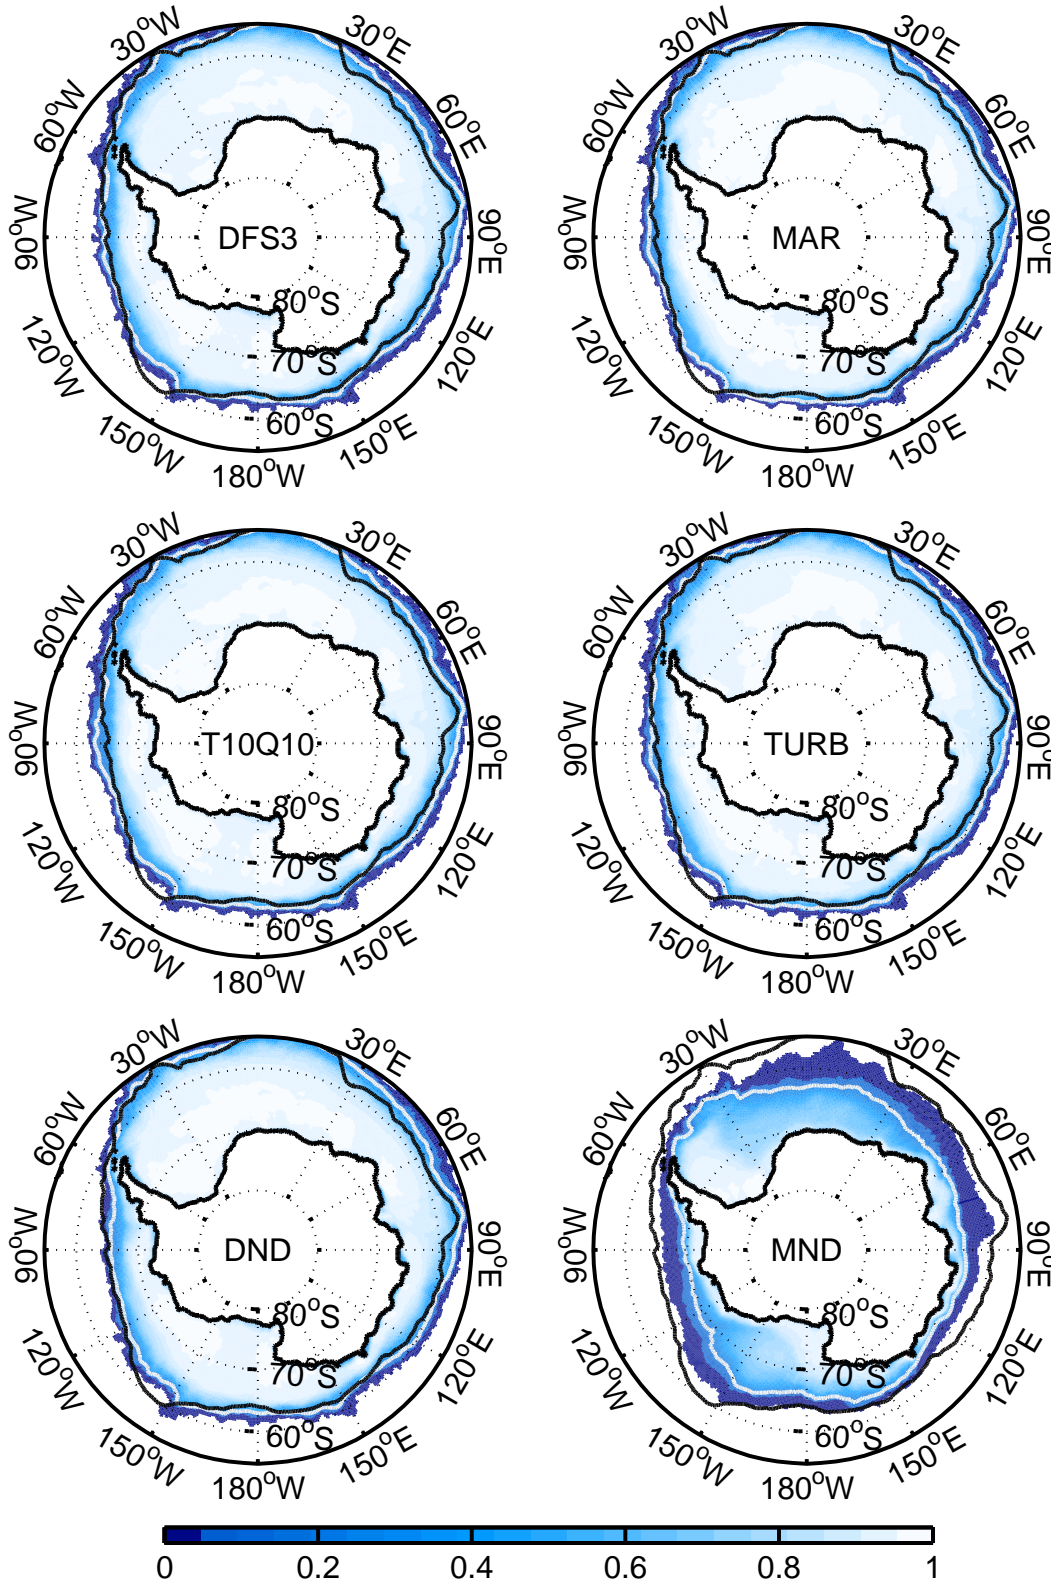 30°W 30°E 30°W 30°E
60°W 60°E 60°W 60°E
90°W DFS3 90°E 90°W MAR 90°E
80°S 80°S
120°W 70°S 120°E 120°W 70°S 120°E
150°W 60°S 150°E 150°W 60°S 150°E
180°W 180°W
30°W 30°E 30°W 30°E
60°W 60°E 60°W 60°E
90°W T10Q10 90°E 90°W TURB 90°E
80°S 80°S
120°W 70°S 120°E 120°W 70°S 120°E
150°W 60°S 150°E 150°W 60°S 150°E
180°W 180°W
30°W 30°E 30°W 30°E
60°W 60°E 60°W 60°E
90°W DND 90°E 90°W MND 90°E
80°S 80°S
120°W 70°S 120°E 120°W 70°S 120°E
150°W 60°S 150°E 150°W 60°S 150°E
180°W 180°W
0 0.2 0.4 0.6 0.8 1